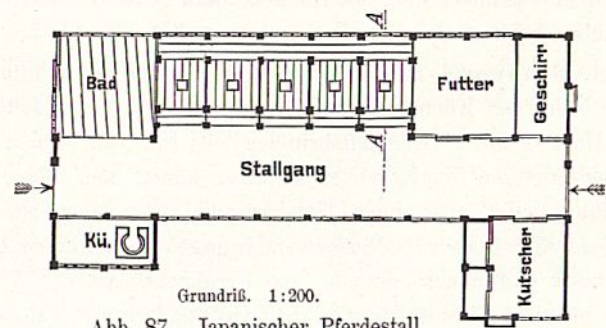 A
Bad
Futter
Geschirr
A
Stallgang
Kü.
Kutscher
Grundriß. 1:200.
Abb. 87. Japanischer Pferdestall